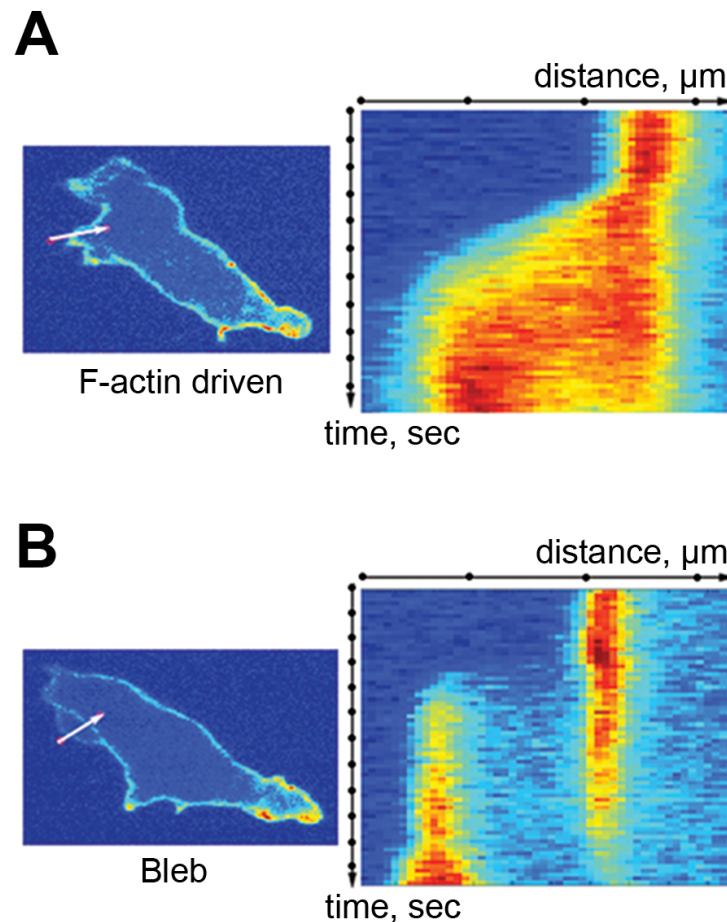 A
distance, µm
F-actin driven
time, sec
B
distance, µm
Bleb
time, sec